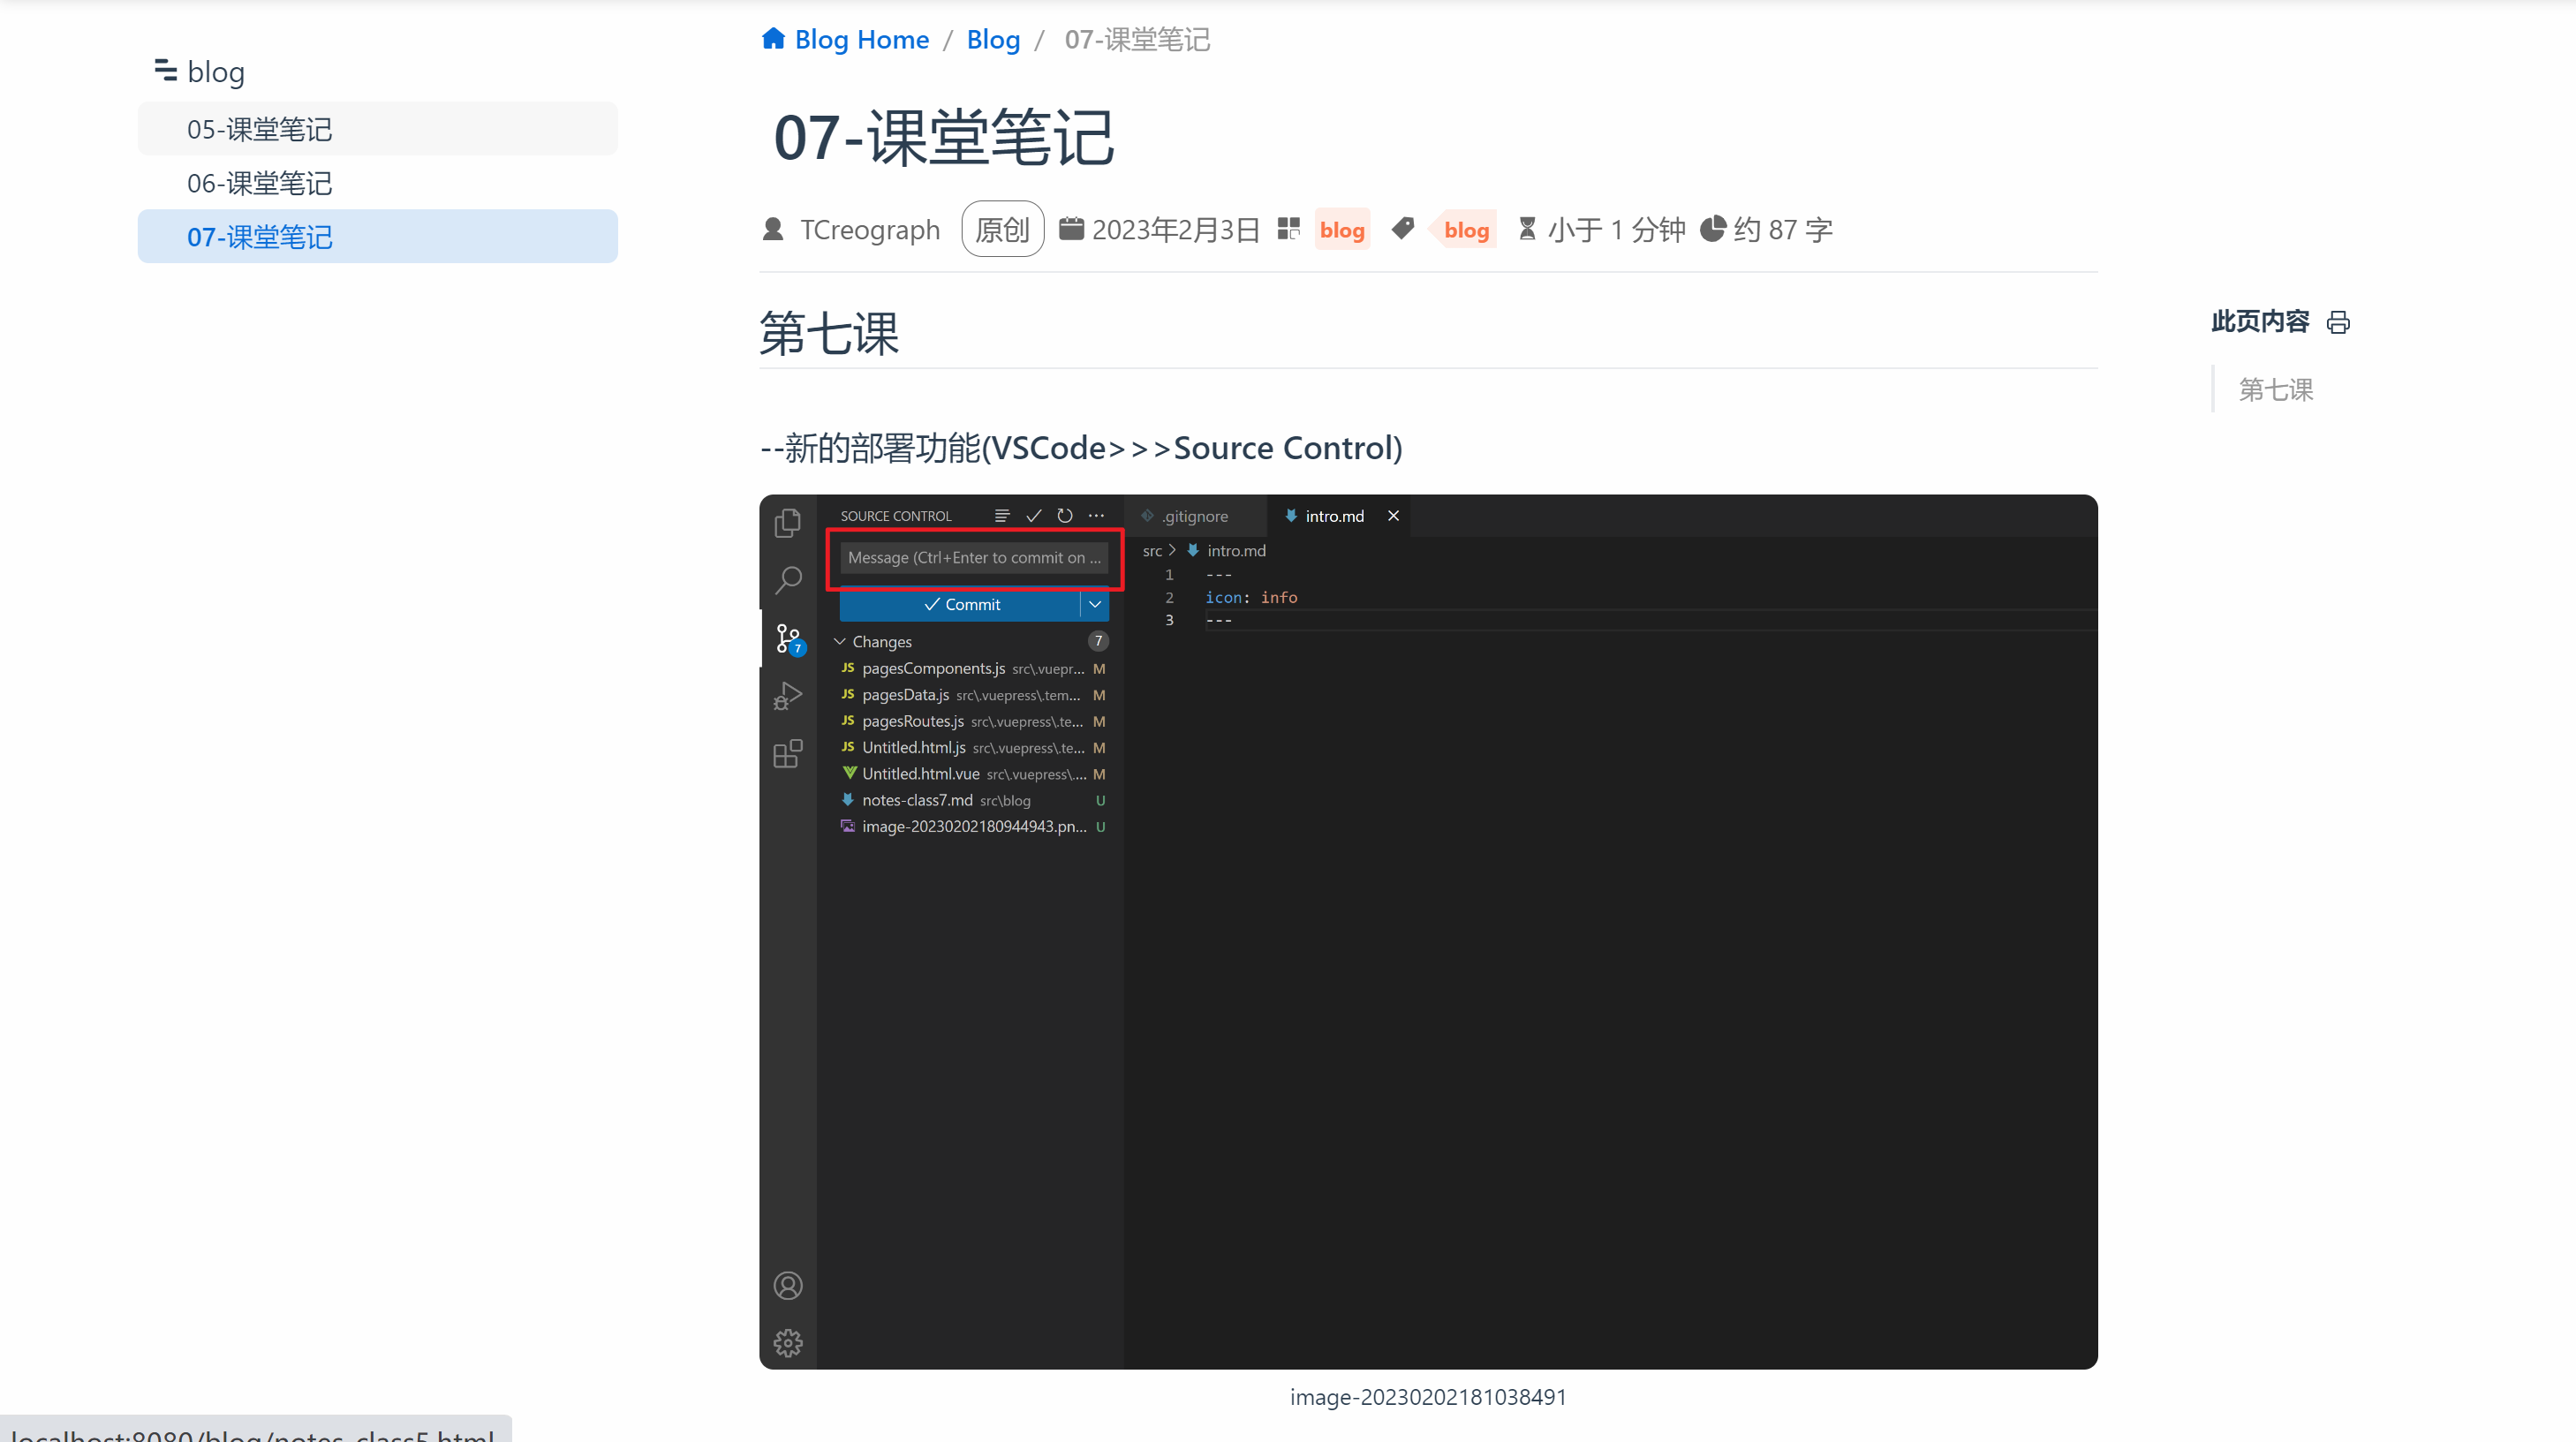 blog
05-课堂笔记
06-课堂笔记
07-课堂笔记
Blog Home / Blog / 07-课堂笔记
07-课堂笔记
TCreograph 原创 2023年2月3日 blog blog 小于 1 分钟 约 87 字
第七课
此页内容
第七课
--新的部署功能(VSCode>>>Source Control)
SOURCE CONTROL
Message (Ctrl+Enter to commit on ...
Commit
Changes 7
7
JS pagesComponents.js src\.vuepr... M
JS pagesData.js src\.vuepress\.tem... M
JS pagesRoutes.js src\.vuepress\.te... M
JS Untitled.html.js src\.vuepress\.te... M
Untitled.html.vue src\.vuepress\.... M
notes-class7.md src\blog U
image-20230202180944943.pn... U
.gitignore intro.md
src > intro.md
1 ---
2 icon: info
3 ---
image-20230202181038491
localhost:8080/blog/notes-class5.html